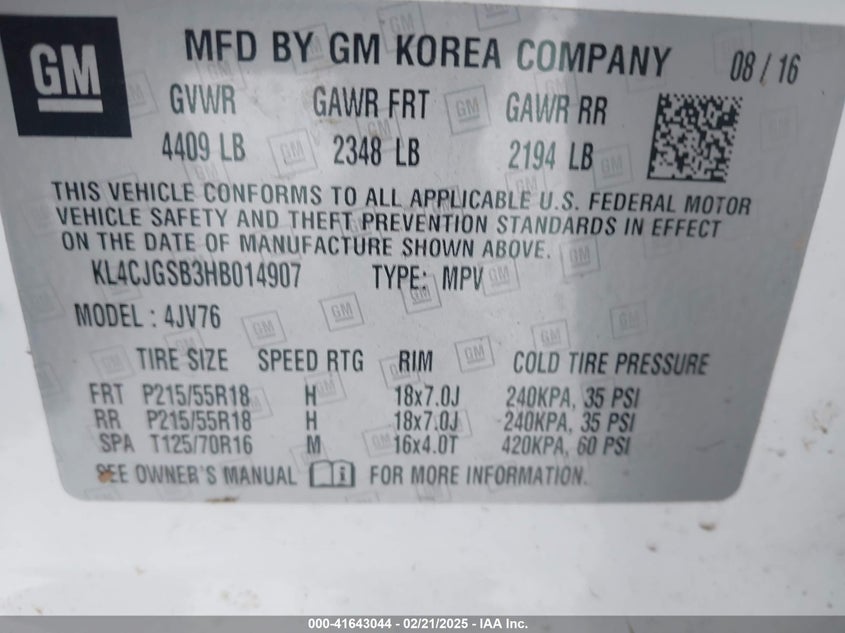 GM
MFD BY GM KOREA COMPANY 08 / 16
GVWR GAWR FRT GAWR RR
4409 LB 2348 LB 2194 LB
THIS VEHICLE CONFORMS TO ALL APPLICABLE U.S. FEDERAL MOTOR
VEHICLE SAFETY AND THEFT PREVENTION STANDARDS IN EFFECT
ON THE DATE OF MANUFACTURE SHOWN ABOVE.
KL4CJGSB3HB014907 TYPE: MPV
MODEL : 4JV76
TIRE SIZE SPEED RTG RIM COLD TIRE PRESSURE
FRT P215/55R18 H 18x7.0J 240KPA, 35 PSI
RR P215/55R18 H 18x7.0J 240KPA, 35 PSI
SPA T125/70R16 M 16x4.0T 420KPA, 60 PSI
SEE OWNER'S MANUAL i FOR MORE INFORMATION.
000-41643044 - 02/21/2025 - IAA Inc.